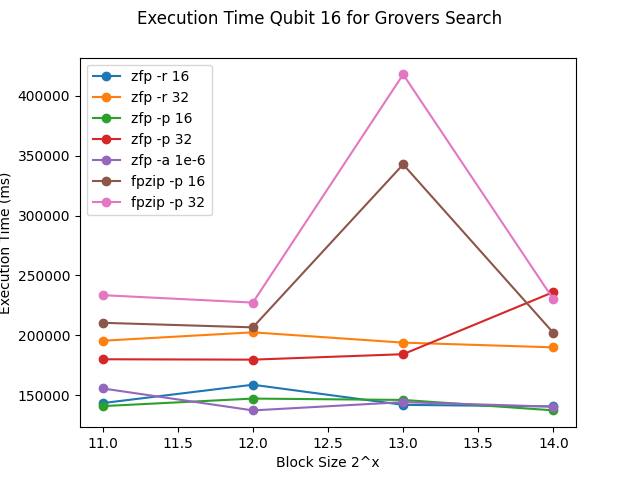 Execution Time Qubit 16 for Grovers Search
Execution Time (ms)
400000
350000
300000
250000
200000
150000
zfp -r 16
zfp -r 32
zfp -p 16
zfp -p 32
zfp -a 1e-6
fpzip -p 16
fpzip -p 32
11.0 11.5 12.0 12.5 13.0 13.5 14.0
Block Size 2^x